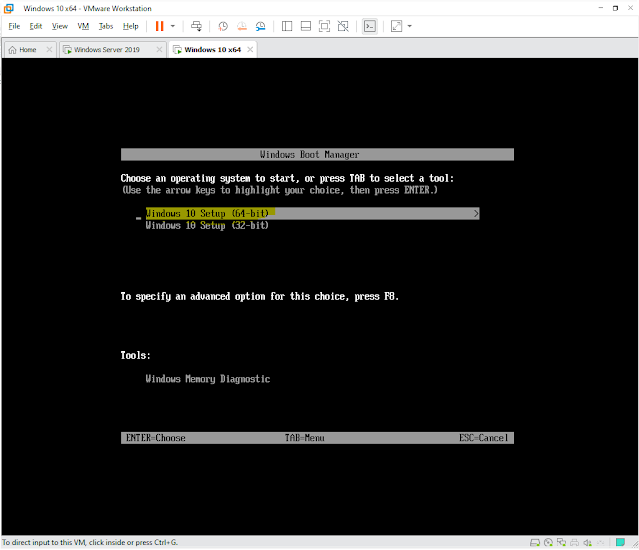 Windows 10 x64 - VMware Workstation
File Edit View VM Tabs Help
Home Windows Server 2019 Windows 10 x64
Windows Boot Manager
Choose an operating system to start, or press TAB to select a tool:
(Use the arrow keys to highlight your choice, then press ENTER.)
Windows 10 Setup (64-bit) >
Windows 10 Setup (32-bit)
To specify an advanced option for this choice, press F8.
Tools:
Windows Memory Diagnostic
ENTER=Choose TAB=Menu ESC=Cancel
To direct input to this VM, click inside or press Ctrl+G.